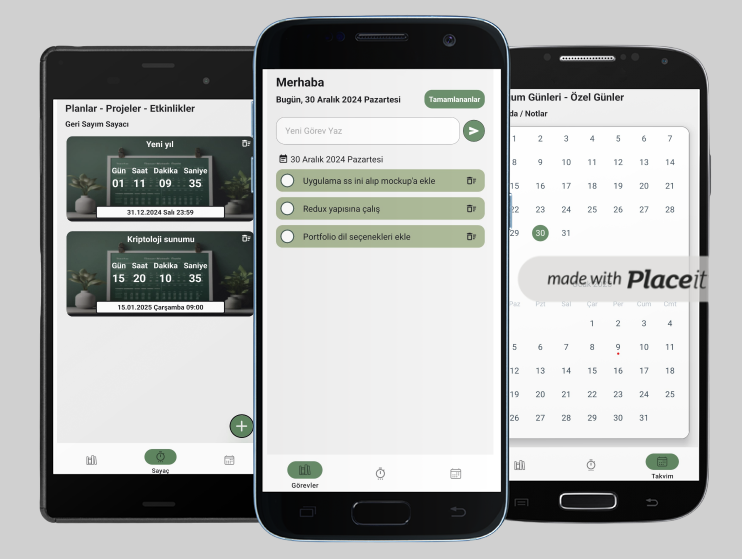 Planlar - Projeler - Etkinlikler
Geri Sayım Sayacı
Yeni yıl
Gün Saat Dakika Saniye
01 11 09 35
31.12.2024 Salı 23:59
Kriptoloji sunumu
Gün Saat Dakika Saniye
15 20 10 35
15.01.2025 Çarşamba 09:00
+
Sayaç
Merhaba
Bugün, 30 Aralık 2024 Pazartesi
Tamamlananlar
Yeni Görev Yaz
30 Aralık 2024 Pazartesi
Uygulama ss ini alıp mockup'a ekle
Redux yapısına çalış
Portfolio dil seçenekleri ekle
Görevler
um Günleri - Özel Günler
da / Notlar
1 2 3 4 5 6 7
8 9 10 11 12 13 14
15 16 17 18 19 20 21
22 23 24 25 26 27 28
29 30 31
made with Placeit
Paz Pzt Sal Çar Per Cum Cmt
1 2 3 4
5 6 7 8 9 10 11
12 13 14 15 16 17 18
19 20 21 22 23 24 25
26 27 28 29 30 31
Takvim